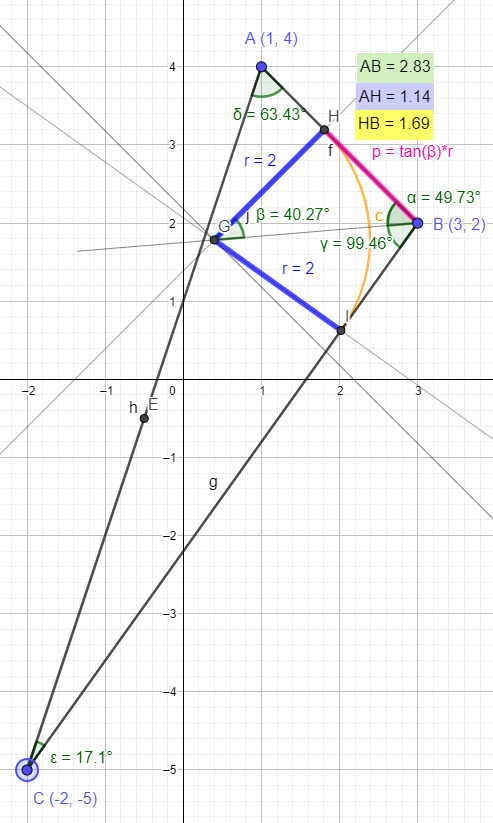 A (1, 4)
AB = 2.83
AH = 1.14
HB = 1.69
4
δ = 63.43°
H
f
p = tan(β)*r
3
r = 2
α = 49.73°
G
j
β = 40.27°
c
B (3, 2)
2
γ = 99.46°
r = 2
1
I
−2
−1
0
1
2
3
h
E
−1
g
−2
−3
−4
ε = 17.1°
−5
C (-2, -5)